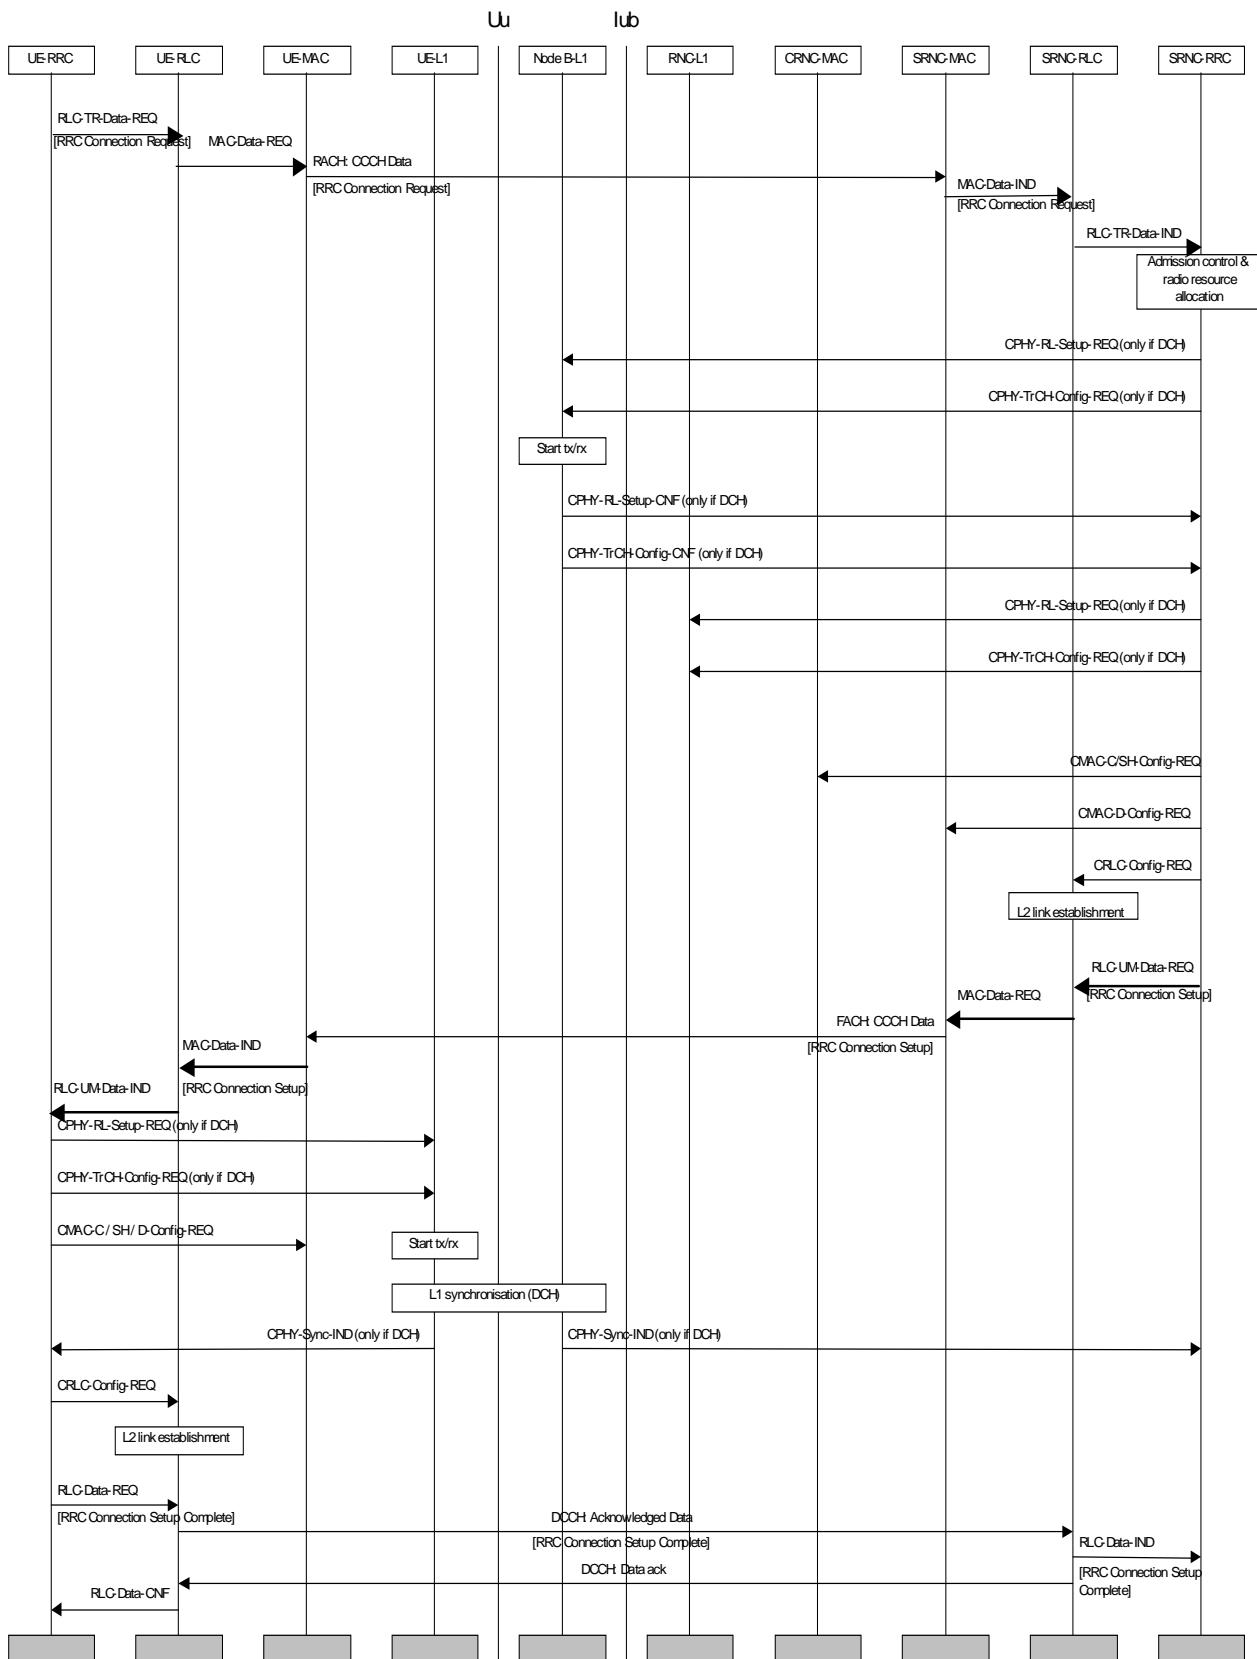 Uu
Iub
UE-RRC
UE-RLC
UE-MAC
UE-L1
Node B-L1
RNC-L1
CRNC-MAC
SRNC-MAC
SRNC-RLC
SRNC-RRC
RLC-TR-Data-REQ
[RRC Connection Request]
MAC-Data-REQ
RACH: CCCH Data
[RRC Connection Request]
MAC-Data-IND
[RRC Connection Request]
RLC-TR-Data-IND
Admission control &
radio resource
allocation
CPHY-RL-Setup-REQ (only if DCH)
CPHY-TrCH-Config-REQ (only if DCH)
Start tx/rx
CPHY-RL-Setup-CNF (only if DCH)
CPHY-TrCH-Config-CNF (only if DCH)
CPHY-RL-Setup-REQ (only if DCH)
CPHY-TrCH-Config-REQ (only if DCH)
CMAC-C/SH-Config-REQ
CMAC-D-Config-REQ
CRLC-Config-REQ
L2 link establishment
RLC-UM-Data-REQ
[RRC Connection Setup]
MAC-Data-REQ
FACH: CCCH Data
[RRC Connection Setup]
MAC-Data-IND
[RRC Connection Setup]
RLC-UM-Data-IND
CPHY-RL-Setup-REQ (only if DCH)
CPHY-TrCH-Config-REQ (only if DCH)
CMAC-C / SH / D-Config-REQ
Start tx/rx
L1 synchronisation (DCH)
CPHY-Sync-IND (only if DCH)
CPHY-Sync-IND (only if DCH)
CRLC-Config-REQ
L2 link establishment
RLC-Data-REQ
[RRC Connection Setup Complete]
DCCH: Acknowledged Data
[RRC Connection Setup Complete]
RLC-Data-IND
[RRC Connection Setup
Complete]
DCCH: Data ack
RLC-Data-CNF